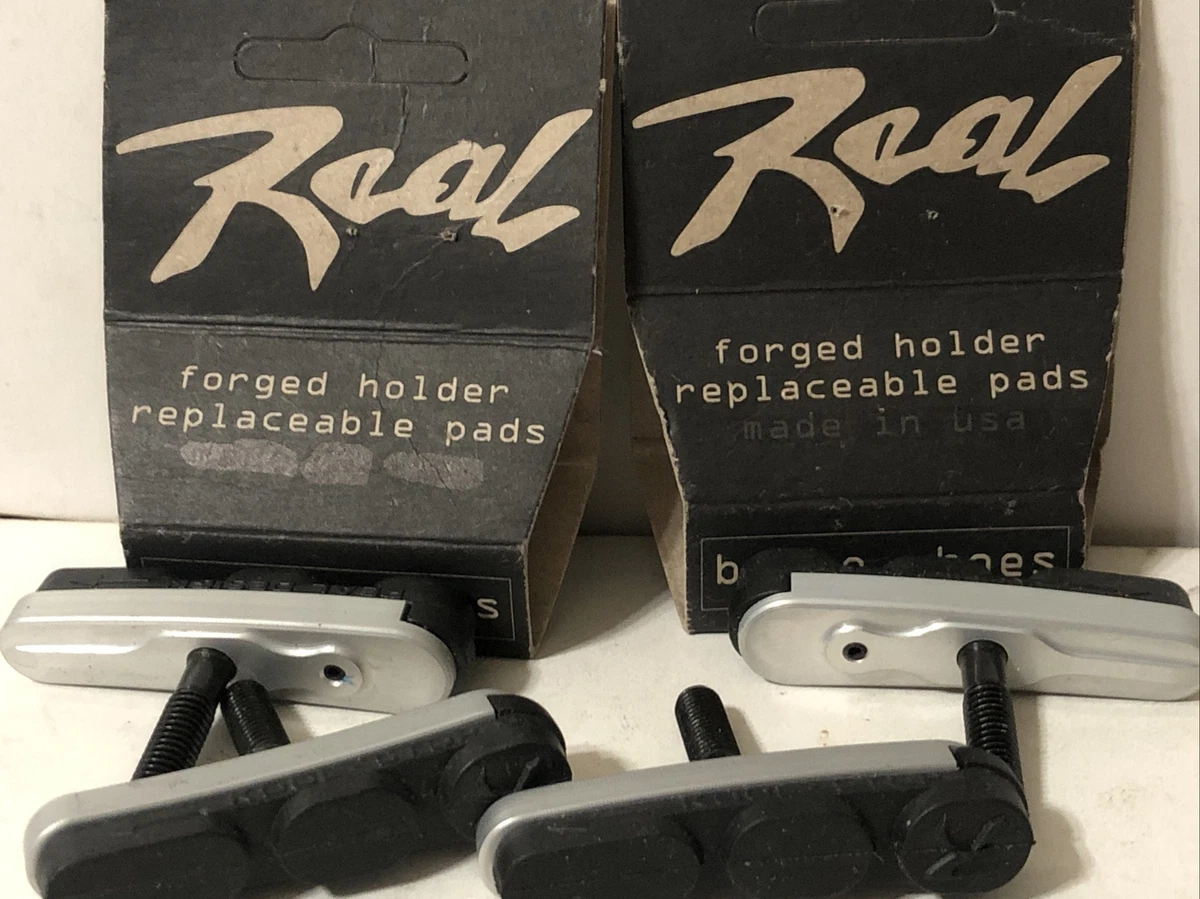 Real
forged holder
replaceable pads
s
Real
forged holder
replaceable pads
made in usa